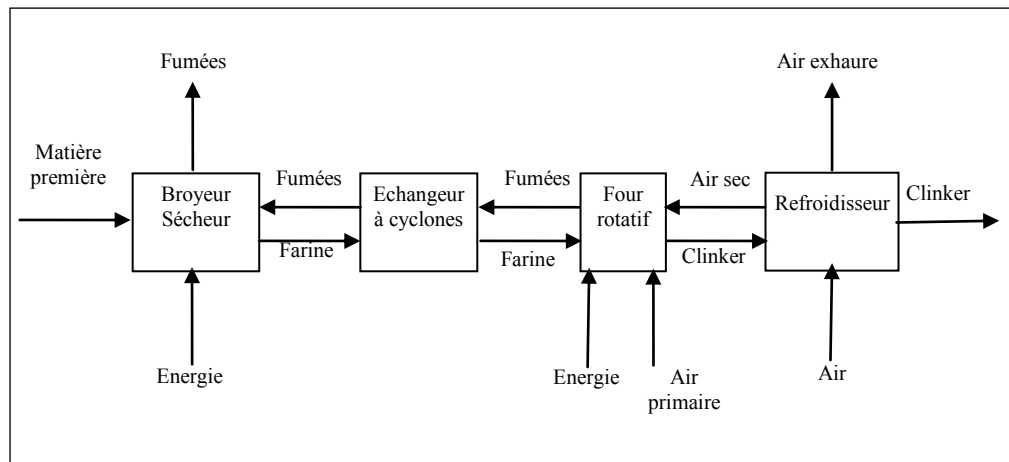 Fumées
Air exhaure
Matière
première
Broyeur
Sécheur
Fumées
Farine
Echangeur
à cyclones
Fumées
Farine
Four
rotatif
Air sec
Clinker
Refroidisseur
Clinker
Energie
Energie
Air
primaire
Air